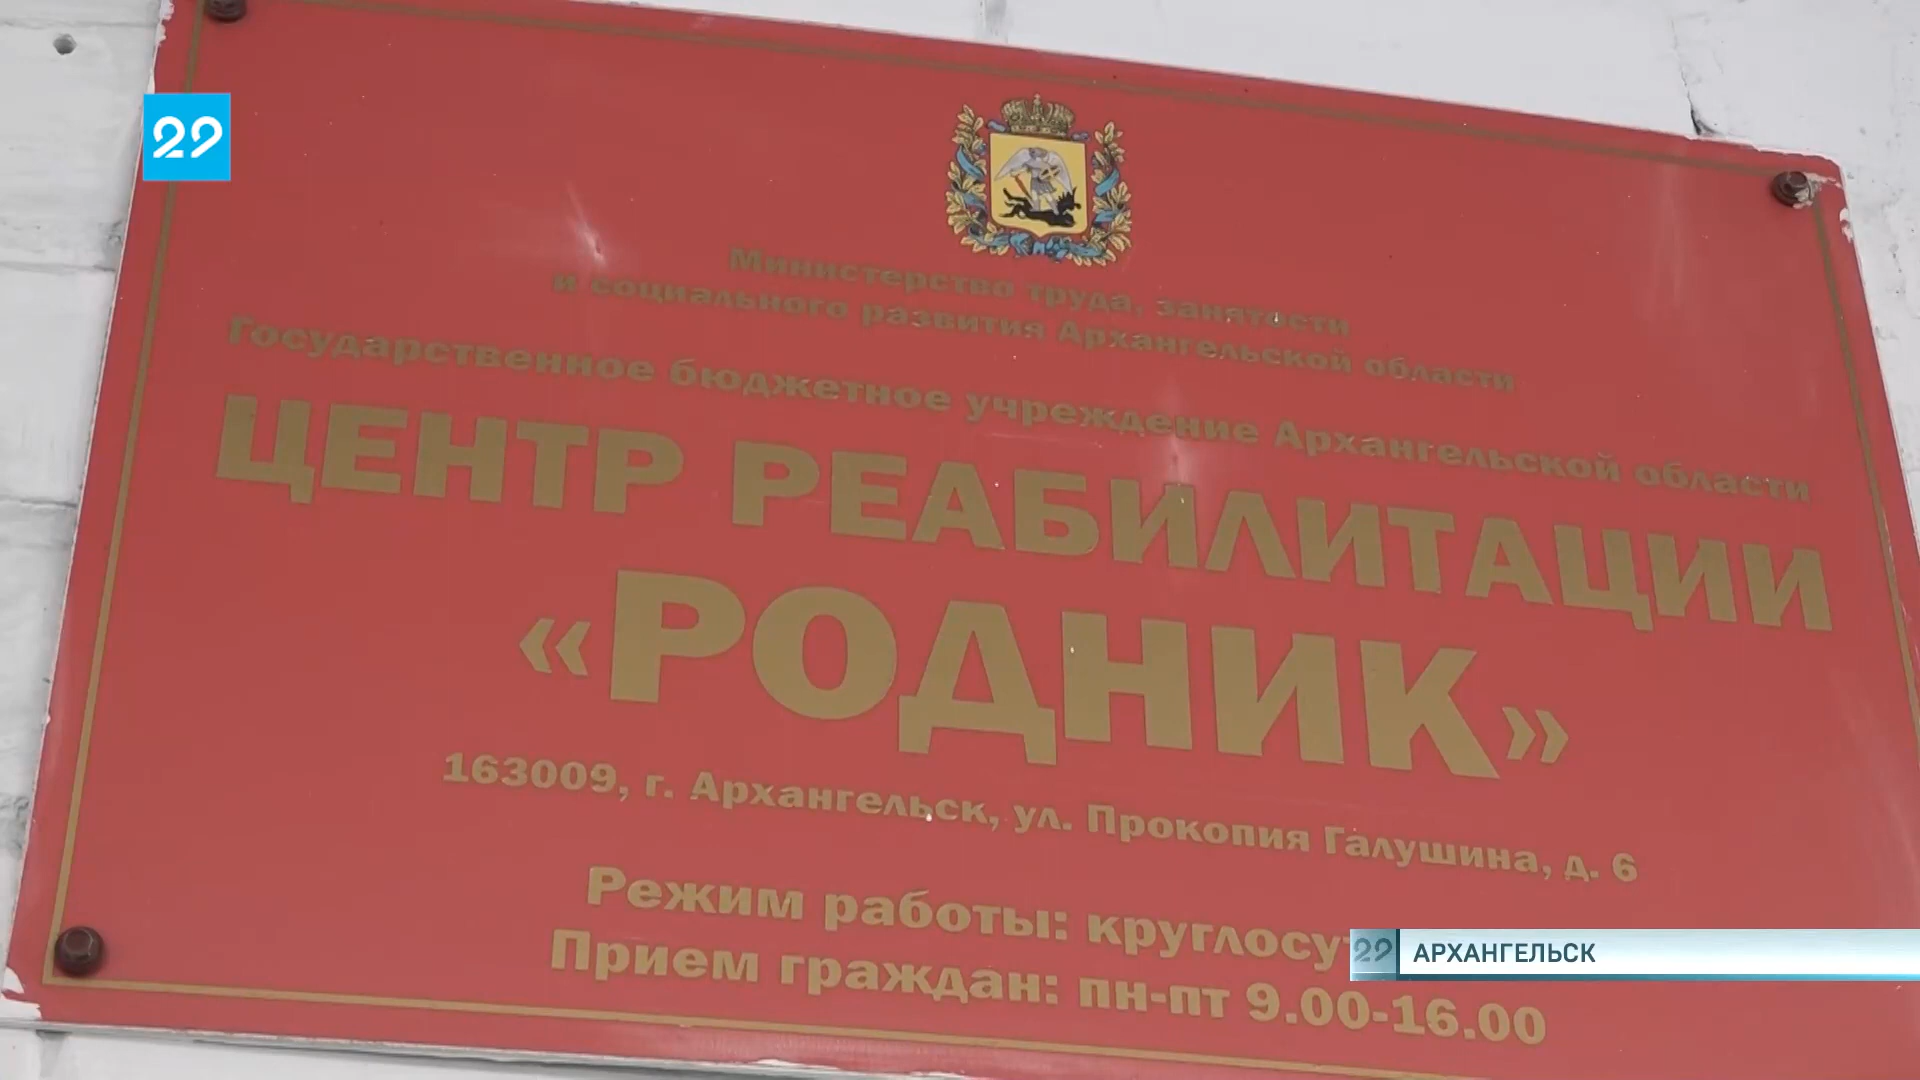 29
Министерство труда, занятости
и социального развития Архангельской области
Государственное бюджетное учреждение Архангельской области
ЦЕНТР РЕАБИЛИТАЦИИ
«РОДНИК»
163009, г. Архангельск, ул. Прокопия Галушина, д. 6
Режим работы:
Прием граждан: пн-пт 9.00-16.00
29 АРХАНГЕЛЬСК